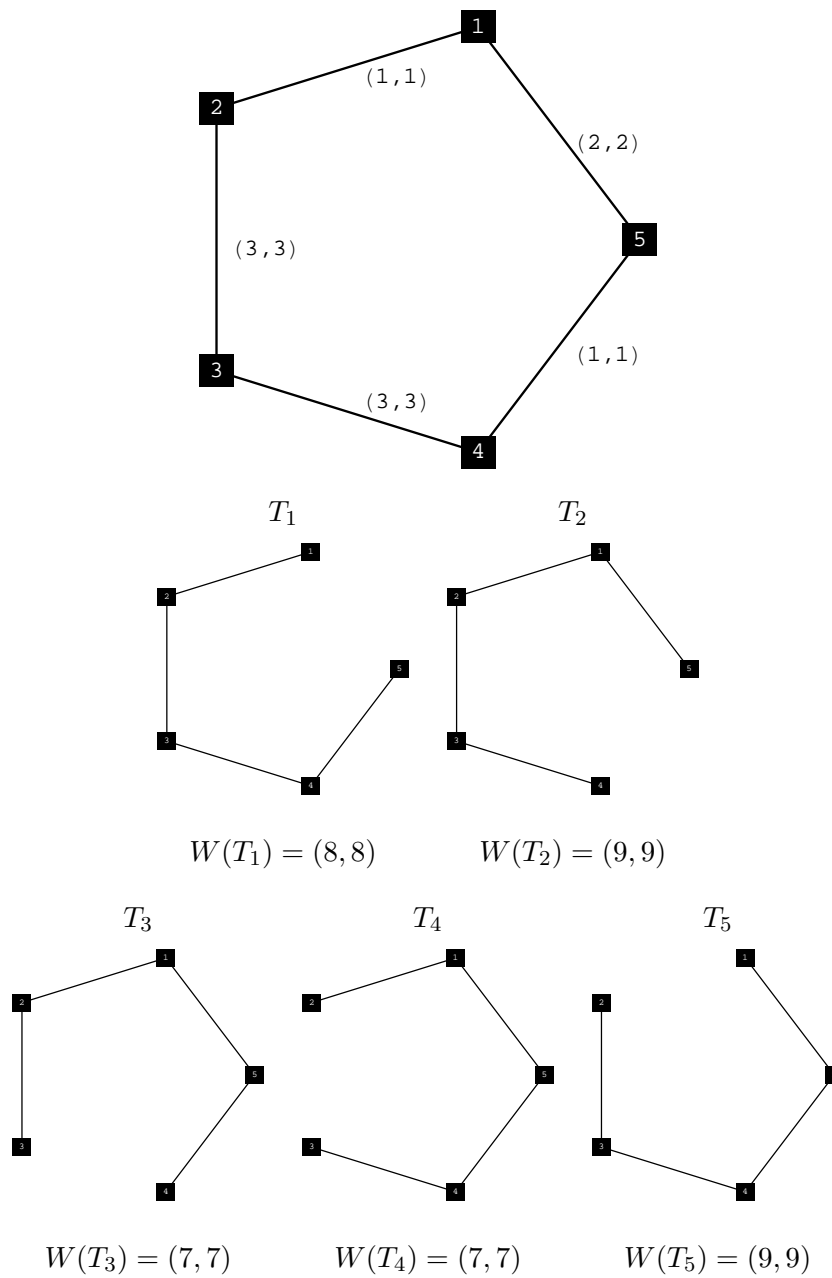 1
(1,1)
2
(2,2)
5
(3,3)
3
(1,1)
(3,3)
4
T₁ T₂
1 1
2 2
5 5
3 3
4 4
W(T₁) = (8, 8) W(T₂) = (9, 9)
T₃ T₄ T₅
1 1 1
2 2 2
5 5
3 3 3
4 4 4
W(T₃) = (7, 7) W(T₄) = (7, 7) W(T₅) = (9, 9)